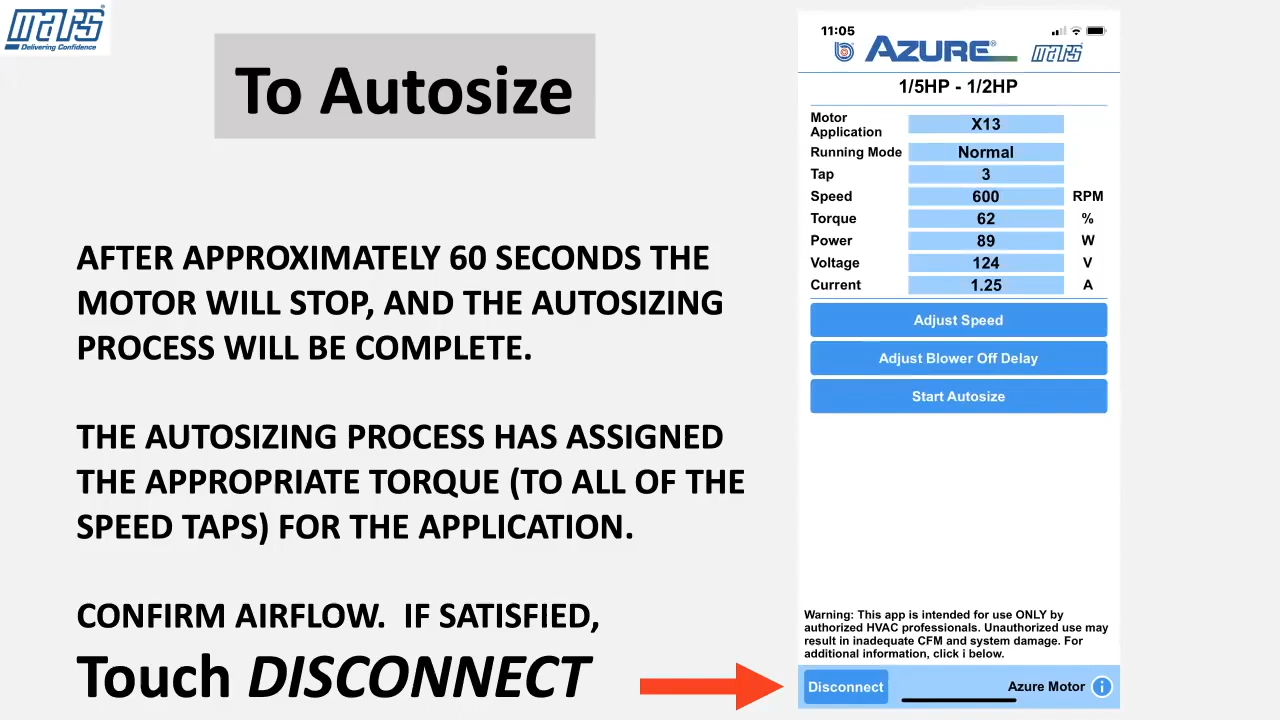 mars
Delivering Confidence
To Autosize
AFTER APPROXIMATELY 60 SECONDS THE
MOTOR WILL STOP, AND THE AUTOSIZING
PROCESS WILL BE COMPLETE.
THE AUTOSIZING PROCESS HAS ASSIGNED
THE APPROPRIATE TORQUE (TO ALL OF THE
SPEED TAPS) FOR THE APPLICATION.
CONFIRM AIRFLOW. IF SATISFIED,
Touch DISCONNECT
11:05
AZURE® mars
1/5HP - 1/2HP
Motor
Application X13
Running Mode Normal
Tap 3
Speed 600 RPM
Torque 62 %
Power 89 W
Voltage 124 V
Current 1.25 A
Adjust Speed
Adjust Blower Off Delay
Start Autosize
Warning: This app is intended for use ONLY by
authorized HVAC professionals. Unauthorized use may
result in inadequate CFM and system damage. For
additional information, click i below.
Disconnect Azure Motor i